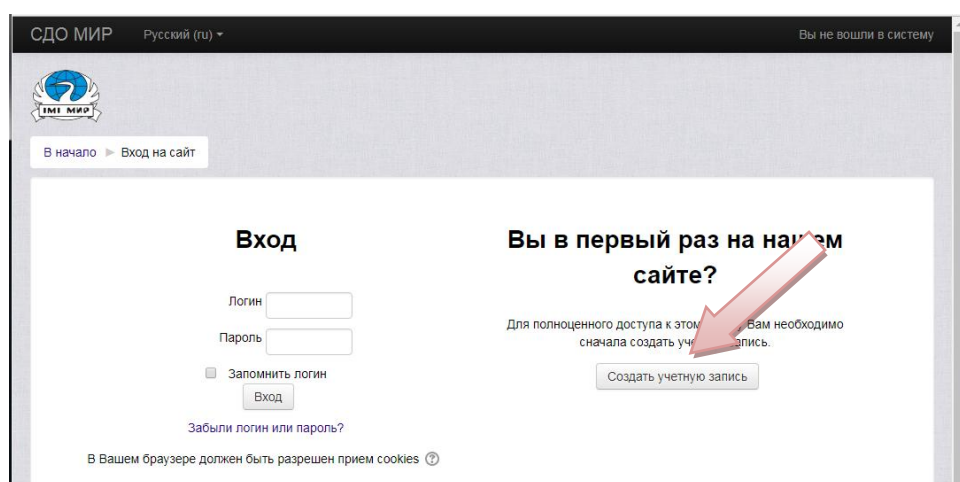 СДО МИР Русский (ru) Вы не вошли в систему
IMI МИР
В начало Вход на сайт
Вход
Логин
Пароль
Запомнить логин
Вход
Забыли логин или пароль?
В Вашем браузере должен быть разрешен прием cookies ?
Вы в первый раз на нашем
сайте?
Для полноценного доступа к этому Вам необходимо
сначала создать запись.
Создать учетную запись